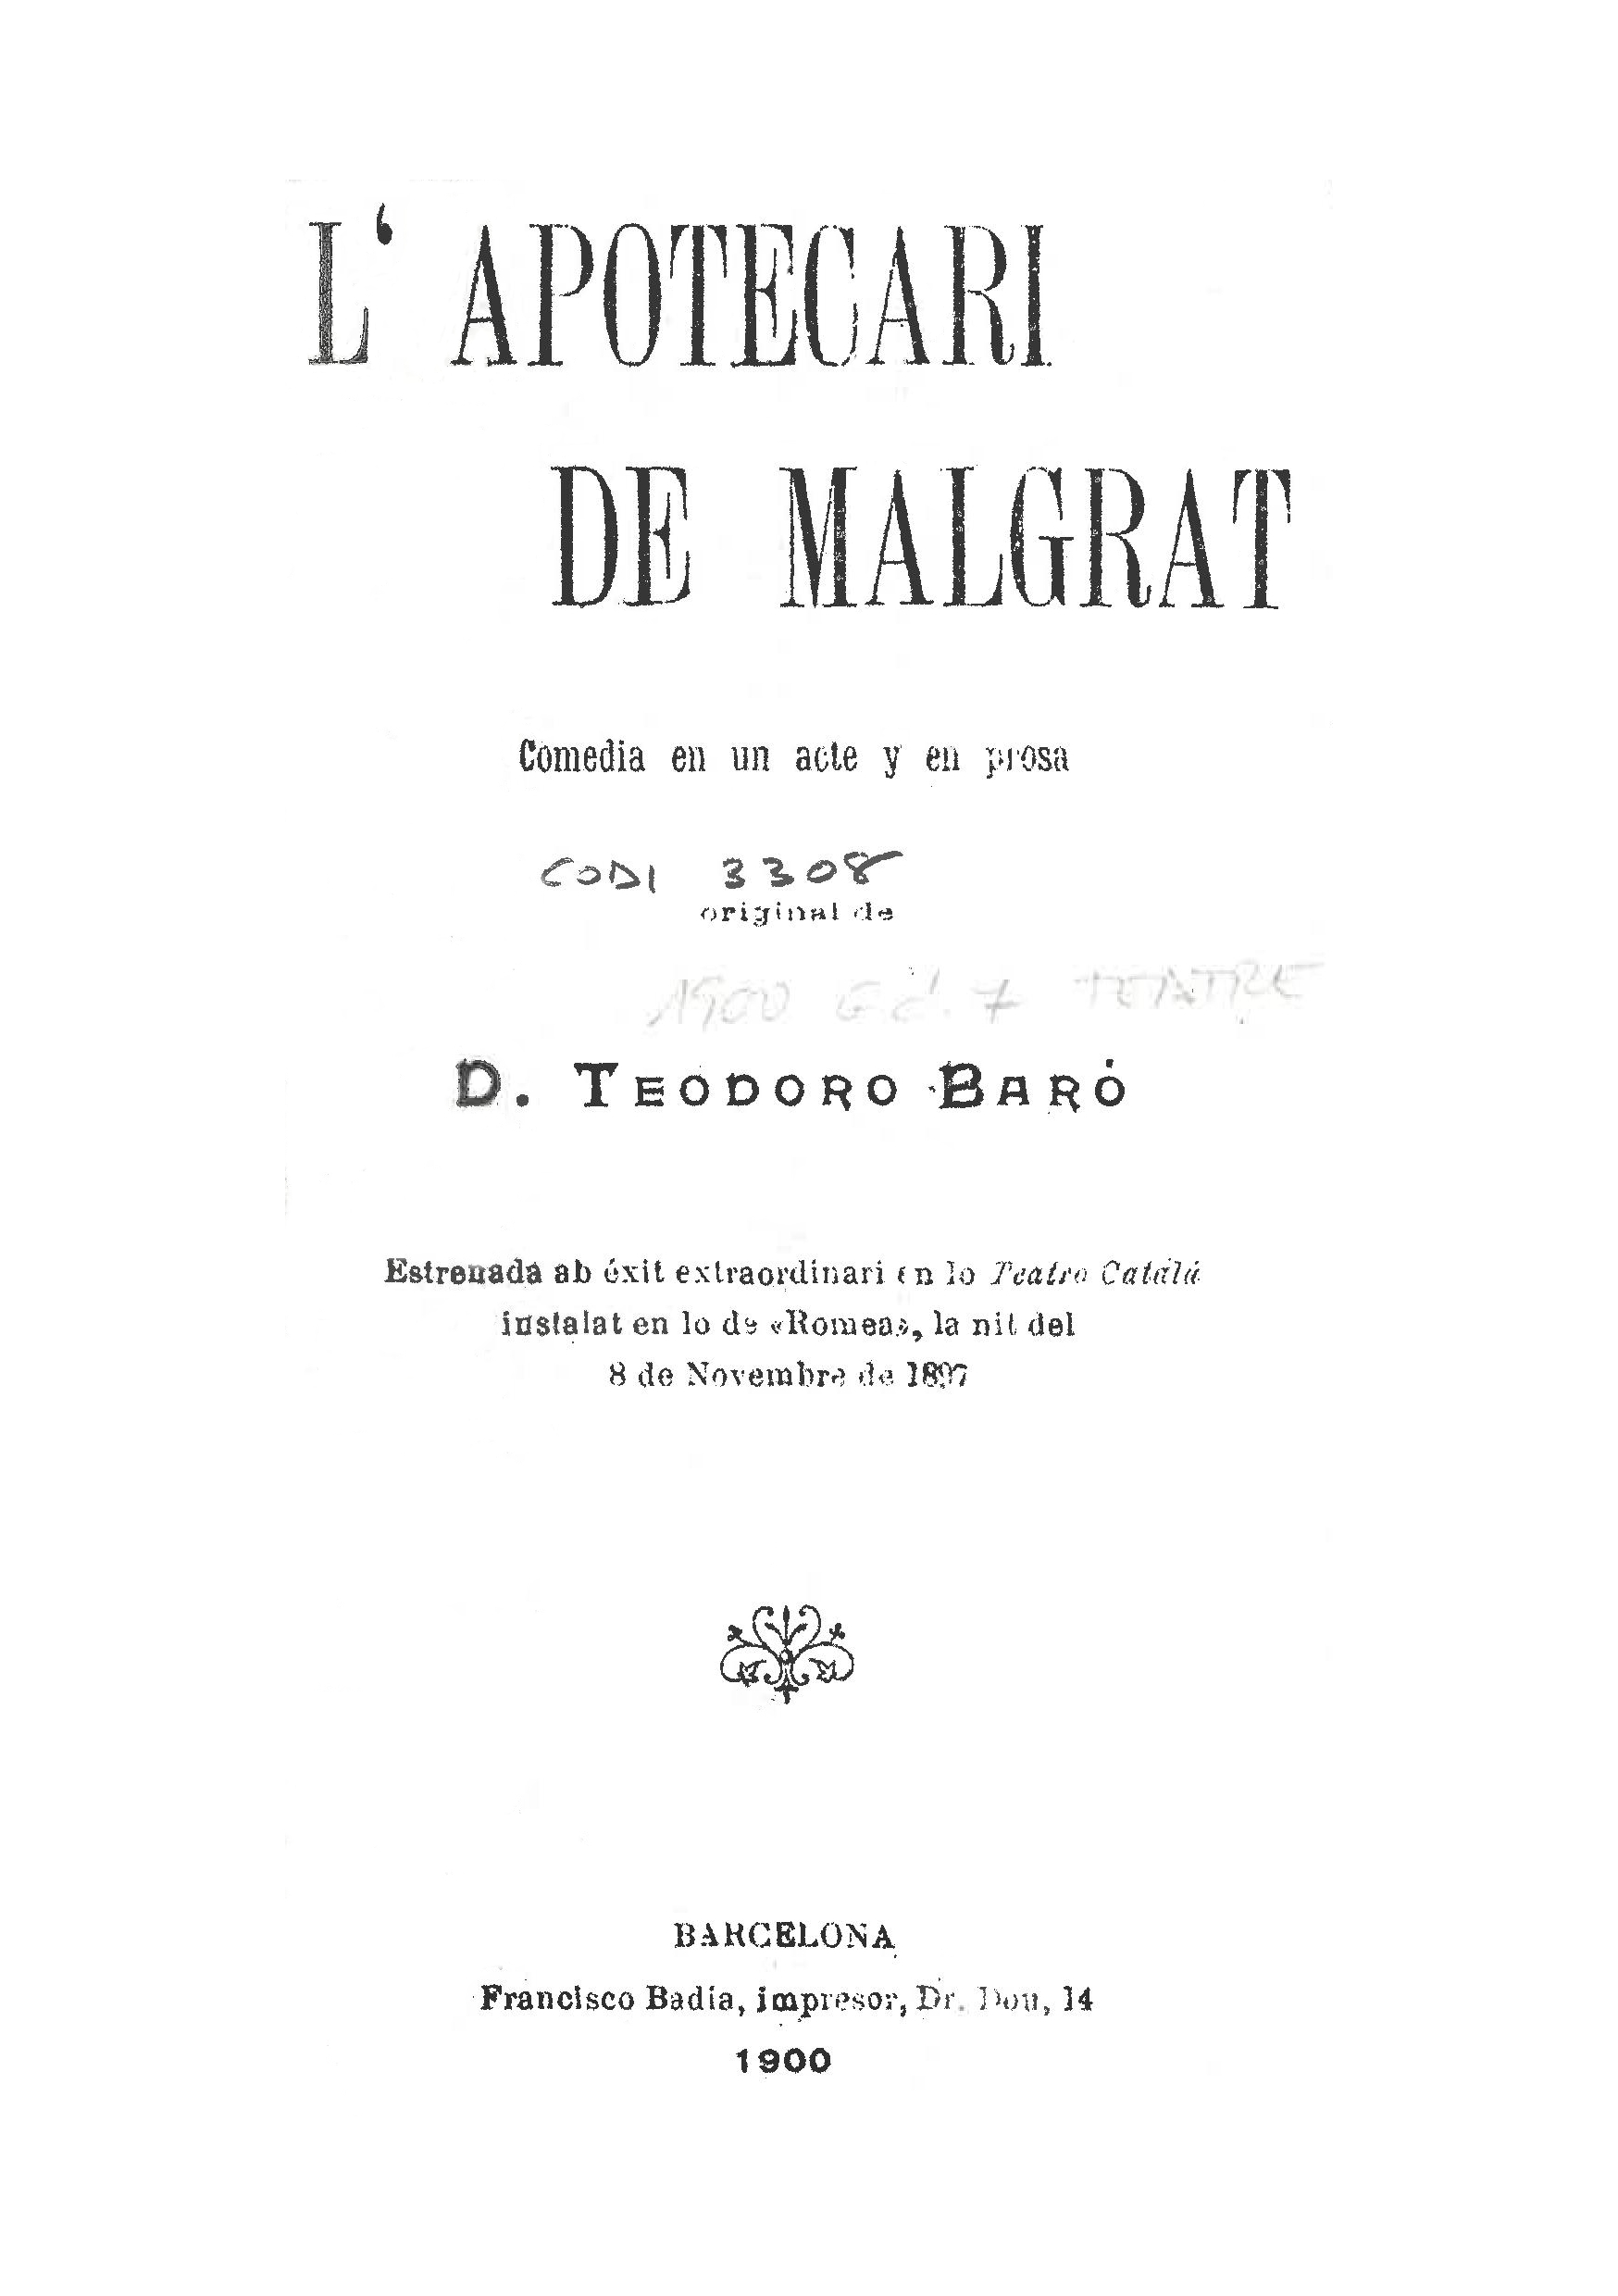 L‘ APOTECARI
DE MALGRAT
Comedia en un acte y en prosa
CODI 3308
original de
1900 Ed. 7 TEATRE
D. TEODORO BARÓ
Estrenada ab éxit extraordinari en lo Teatro Catalá
instalat en lo de «Romea», la nit del
8 de Novembre de 1897
BARCELONA
Francisco Badía, impresor, Dr. Dou, 14
1900